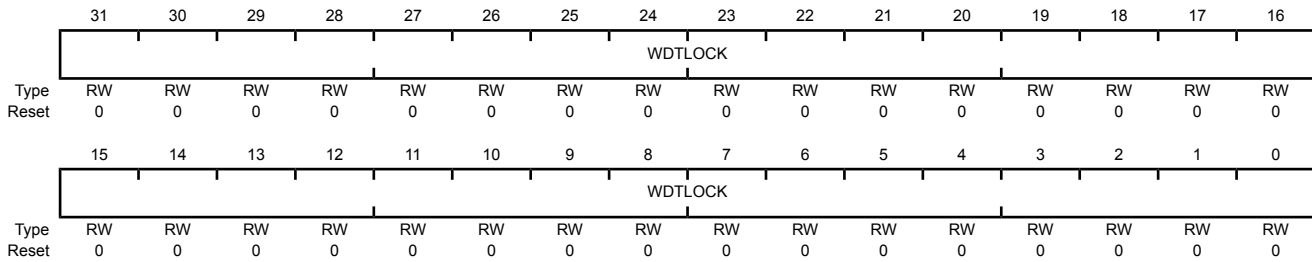 31 30 29 28 27 26 25 24 23 22 21 20 19 18 17 16
WDTLOCK
Type RW RW RW RW RW RW RW RW RW RW RW RW RW RW RW RW
Reset 0 0 0 0 0 0 0 0 0 0 0 0 0 0 0 0
15 14 13 12 11 10 9 8 7 6 5 4 3 2 1 0
WDTLOCK
Type RW RW RW RW RW RW RW RW RW RW RW RW RW RW RW RW
Reset 0 0 0 0 0 0 0 0 0 0 0 0 0 0 0 0